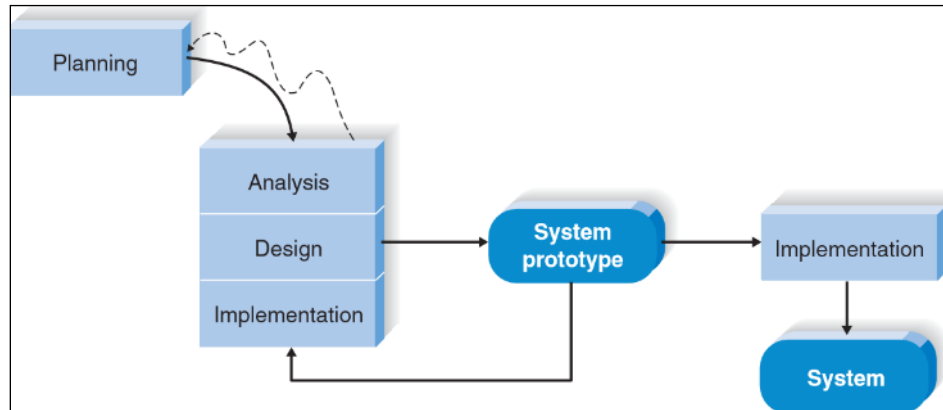 Planning
Analysis
Design
Implementation
System
prototype
Implementation
System